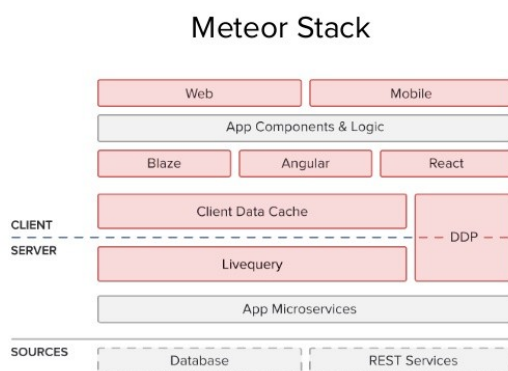 Meteor Stack
Web
Mobile
App Components & Logic
Blaze
Angular
React
Client Data Cache
CLIENT
DDP
SERVER
Livequery
App Microservices
SOURCES
Database
REST Services